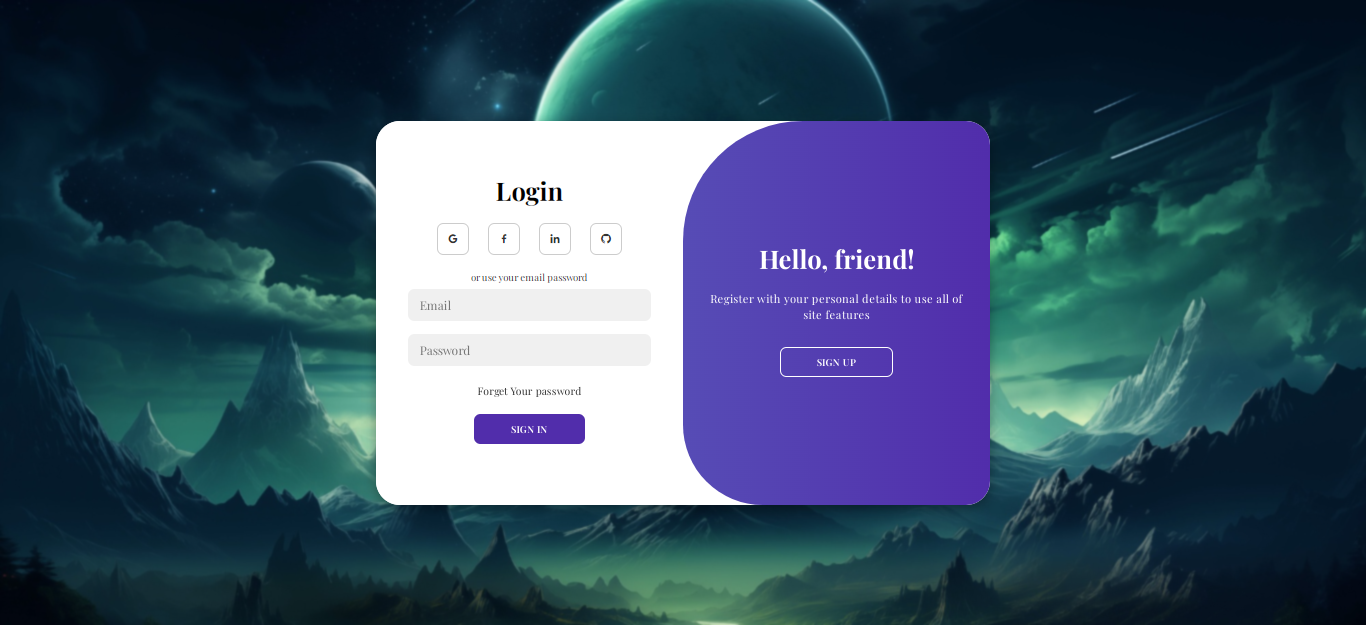 Login
G f in
or use your email password
Email
Password
Forget Your password
SIGN IN
Hello, friend!
Register with your personal details to use all of
site features
SIGN UP